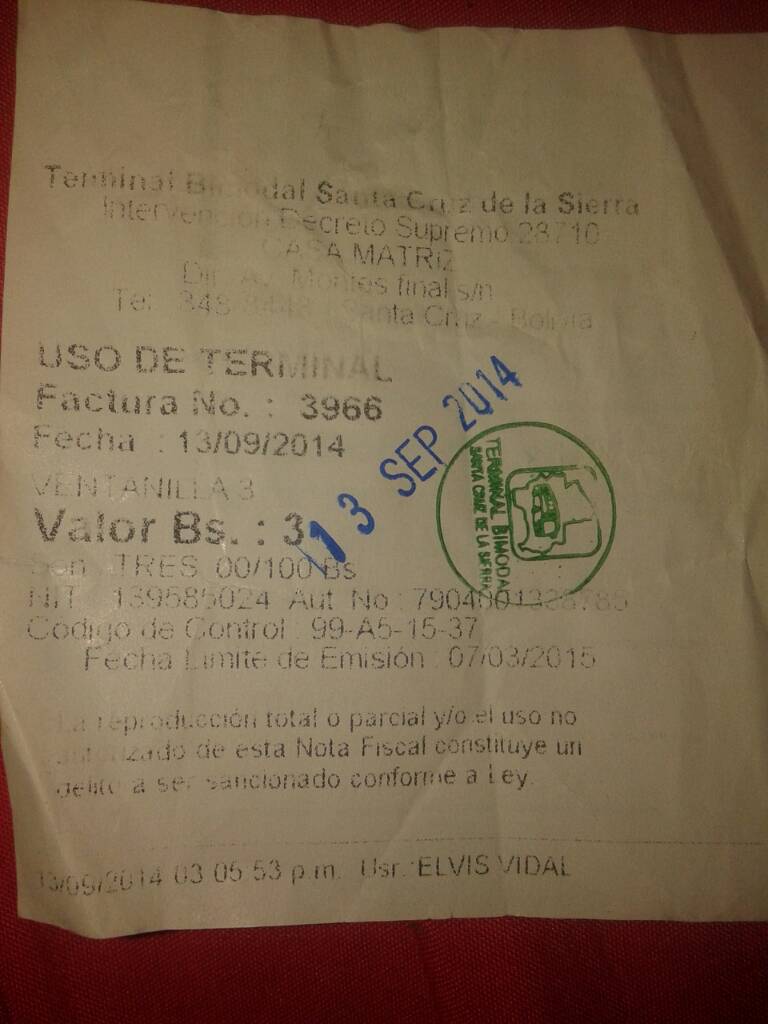 Terminal Bimodal Santa Cruz de la Sierra
Intervención Decreto Supremo 28710
CASA MATRIZ
Dir. Av. Montes final s/n
Tel. 348- Santa Cruz - Bolivia
USO DE TERMINAL
Factura No. : 3966
Fecha : 13/09/2014
VENTANILLA 3
Valor Bs. : 3
13 SEP 2014
TERMINAL BIMODAL
SANTA CRUZ DE LA SIERRA
Son: TRES 00/100 Bs
NIT: 139585024 Aut. No.:
Codigo de Control : 99-A5-15-37
Fecha Limite de Emisión : 07/03/2015
La reproducción total o parcial y/o el uso no
autorizado de esta Nota Fiscal constituye un
delito a ser sancionado conforme a Ley.
13/09/2014 03:05:53 p.m. Usr.:ELVIS VIDAL